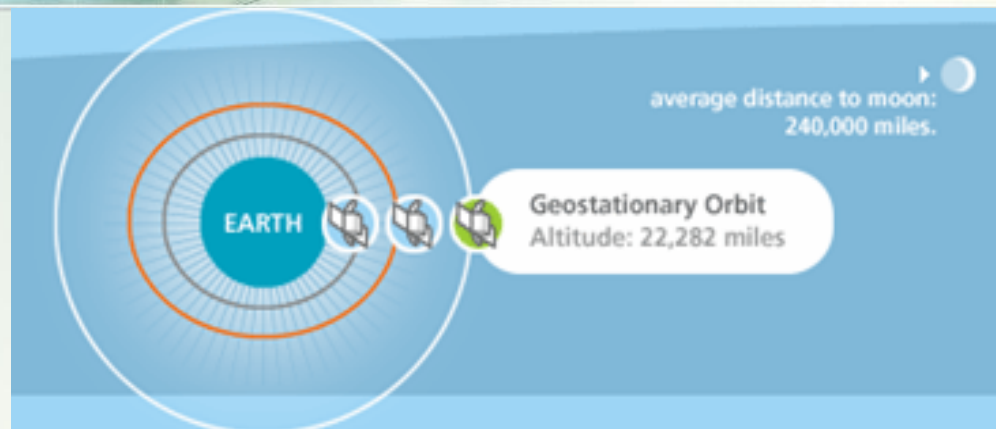 average distance to moon:
240,000 miles.
EARTH
Geostationary Orbit
Altitude: 22,282 miles